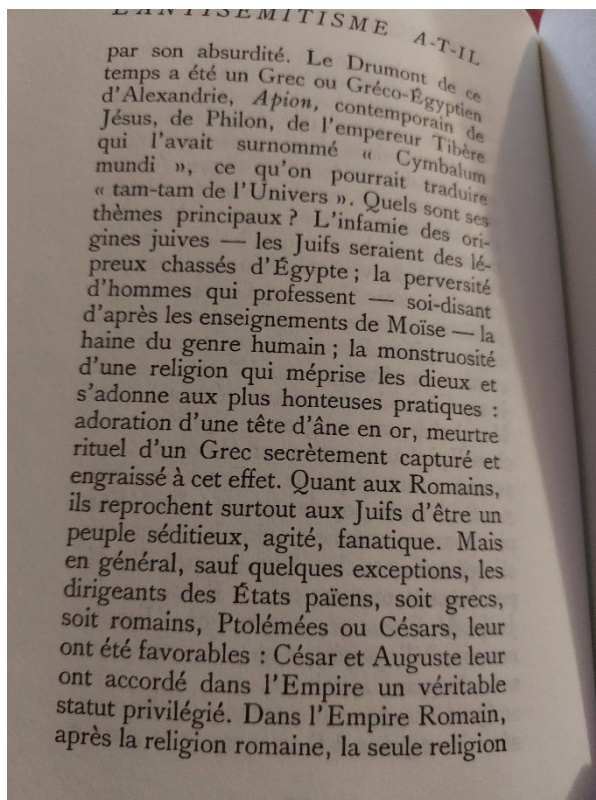 L'ANTISEMITISME A-T-IL
par son absurdité. Le Drumont de ce
temps a été un Grec ou Gréco-Égyptien
d'Alexandrie, Apion, contemporain de
Jésus, de Philon, de l'empereur Tibère
qui l'avait surnommé « Cymbalum
mundi », ce qu'on pourrait traduire
« tam-tam de l'Univers ». Quels sont ses
thèmes principaux ? L'infamie des ori-
gines juives — les Juifs seraient des lé-
preux chassés d'Égypte ; la perversité
d'hommes qui professent — soi-disant
d'après les enseignements de Moïse — la
haine du genre humain ; la monstruosité
d'une religion qui méprise les dieux et
s'adonne aux plus honteuses pratiques :
adoration d'une tête d'âne en or, meurtre
rituel d'un Grec secrètement capturé et
engraissé à cet effet. Quant aux Romains,
ils reprochent surtout aux Juifs d'être un
peuple séditieux, agité, fanatique. Mais
en général, sauf quelques exceptions, les
dirigeants des États païens, soit grecs,
soit romains, Ptolémées ou Césars, leur
ont été favorables : César et Auguste leur
ont accordé dans l'Empire un véritable
statut privilégié. Dans l'Empire Romain,
après la religion romaine, la seule religion